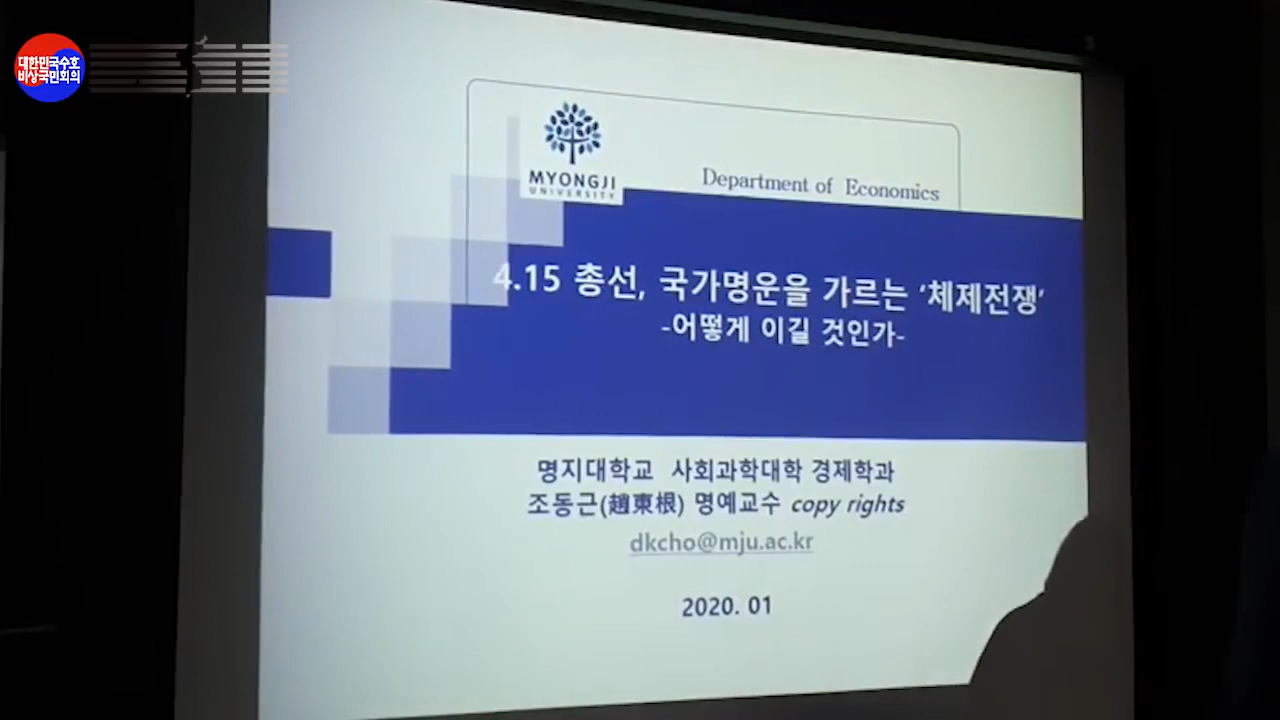 대한민국수호
비상국민회의
MYONGJI
UNIVERSITY
Department of Economics
4.15 총선, 국가명운을 가르는 ‘체제전쟁’
-어떻게 이길 것인가-
명지대학교 사회과학대학 경제학과
조동근(趙東根) 명예교수 copy rights
dkcho@mju.ac.kr
2020. 01